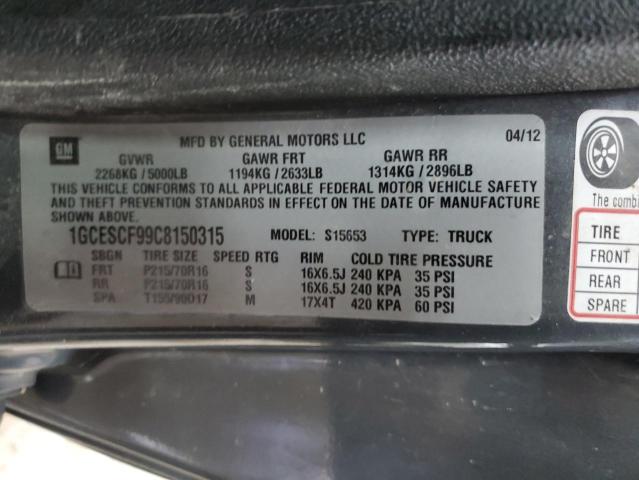 GM
MFD BY GENERAL MOTORS LLC 04/12
GVWR GAWR FRT GAWR RR
2268KG / 5000LB 1194KG / 2633LB 1314KG / 2896LB
THIS VEHICLE CONFORMS TO ALL APPLICABLE FEDERAL MOTOR VEHICLE SAFETY
AND THEFT PREVENTION STANDARDS IN EFFECT ON THE DATE OF MANUFACTURE
SHOWN ABOVE.
1GCESCF99C8150315 MODEL: S15653 TYPE: TRUCK
SBGN TIRE SIZE SPEED RTG RIM COLD TIRE PRESSURE
FRT P215/70R16 S 16X6.5J 240 KPA 35 PSI
RR P215/70R16 S 16X6.5J 240 KPA 35 PSI
SPA T155/90D17 M 17X4T 420 KPA 60 PSI
The combi
TIRE
FRONT
REAR
SPARE